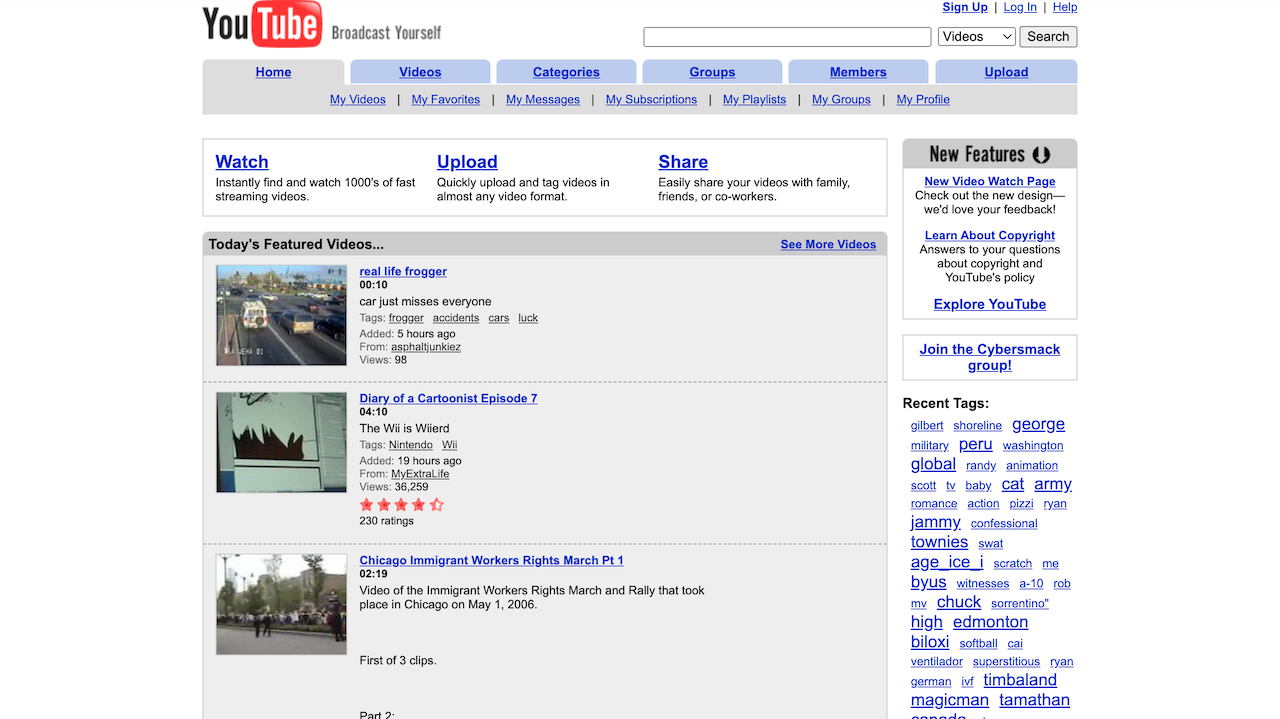 YouTube Broadcast Yourself
Sign Up | Log In | Help
Videos Search
Home Videos Categories Groups Members Upload
My Videos | My Favorites | My Messages | My Subscriptions | My Playlists | My Groups | My Profile
Watch
Instantly find and watch 1000's of fast
streaming videos.
Upload
Quickly upload and tag videos in
almost any video format.
Share
Easily share your videos with family,
friends, or co-workers.
Today's Featured Videos...
See More Videos
real life frogger
00:10
car just misses everyone
Tags: frogger accidents cars luck
Added: 5 hours ago
From: asphaltjunkiez
Views: 98
Diary of a Cartoonist Episode 7
04:10
The Wii is Wiierd
Tags: Nintendo Wii
Added: 19 hours ago
From: MyExtraLife
Views: 36,259
230 ratings
Chicago Immigrant Workers Rights March Pt 1
02:19
Video of the Immigrant Workers Rights March and Rally that took
place in Chicago on May 1, 2006.
First of 3 clips.
Part 2:
New Features
New Video Watch Page
Check out the new design—
we'd love your feedback!
Learn About Copyright
Answers to your questions
about copyright and
YouTube's policy
Explore YouTube
Join the Cybersmack
group!
Recent Tags:
gilbert shoreline george
military peru washington
global randy animation
scott tv baby cat army
romance action pizzi ryan
jammy confessional
townies swat
age_ice_i scratch me
byus witnesses a-10 rob
mv chuck sorrentino"
high edmonton
biloxi softball cai
ventilador superstitious ryan
german ivf timbaland
magicman tamathan